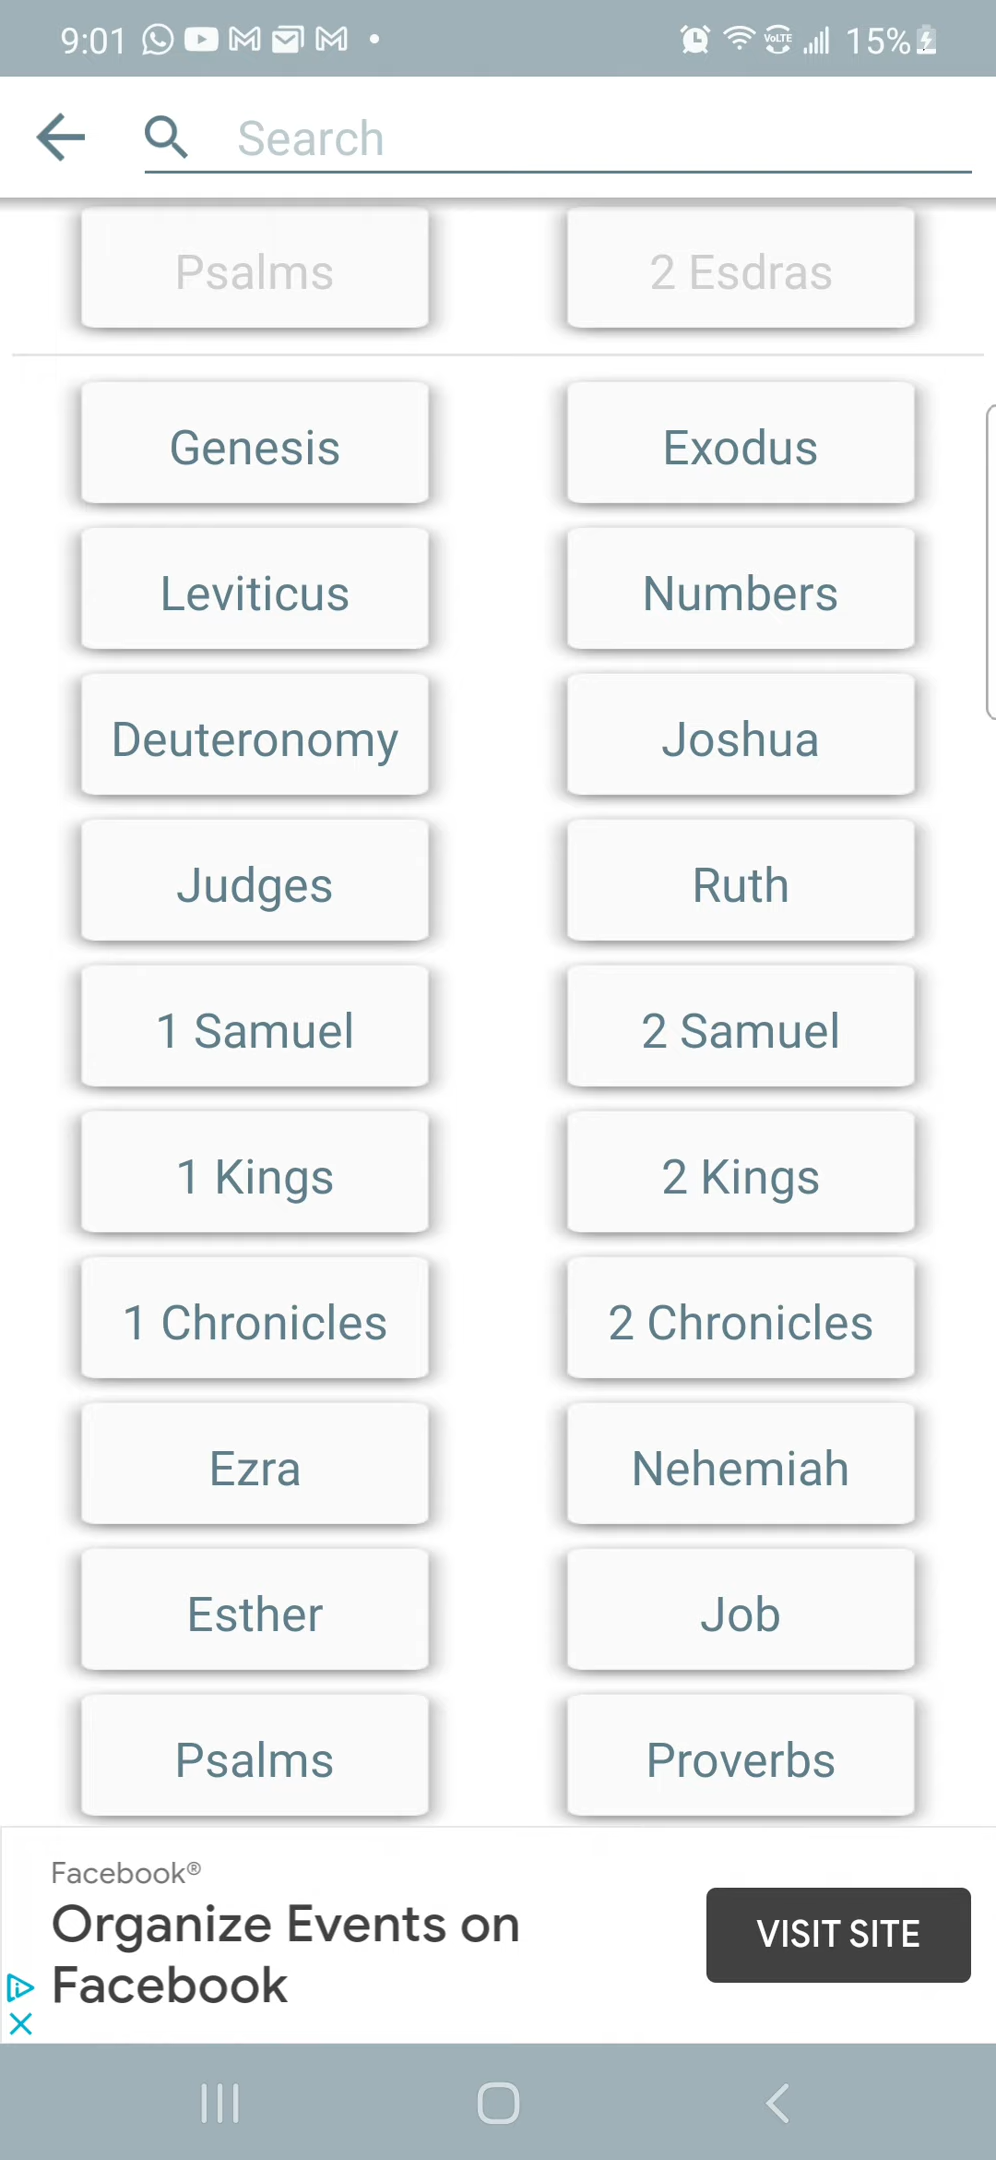 9:01
VoLTE
15%
Search
Psalms 2 Esdras
Genesis Exodus
Leviticus Numbers
Deuteronomy Joshua
Judges Ruth
1 Samuel 2 Samuel
1 Kings 2 Kings
1 Chronicles 2 Chronicles
Ezra Nehemiah
Esther Job
Psalms Proverbs
Facebook®
Organize Events on
Facebook
VISIT SITE